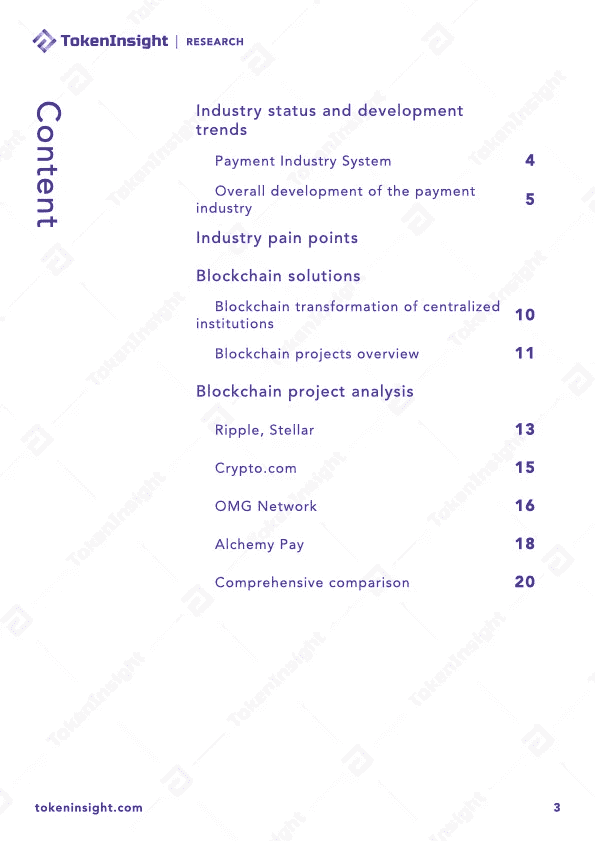 TokenInsight | RESEARCH
Content
Industry status and development
trends
Payment Industry System 4
Overall development of the payment
industry 5
Industry pain points
Blockchain solutions
Blockchain transformation of centralized
institutions 10
Blockchain projects overview 11
Blockchain project analysis
Ripple, Stellar 13
Crypto.com 15
OMG Network 16
Alchemy Pay 18
Comprehensive comparison 20
tokeninsight.com 3